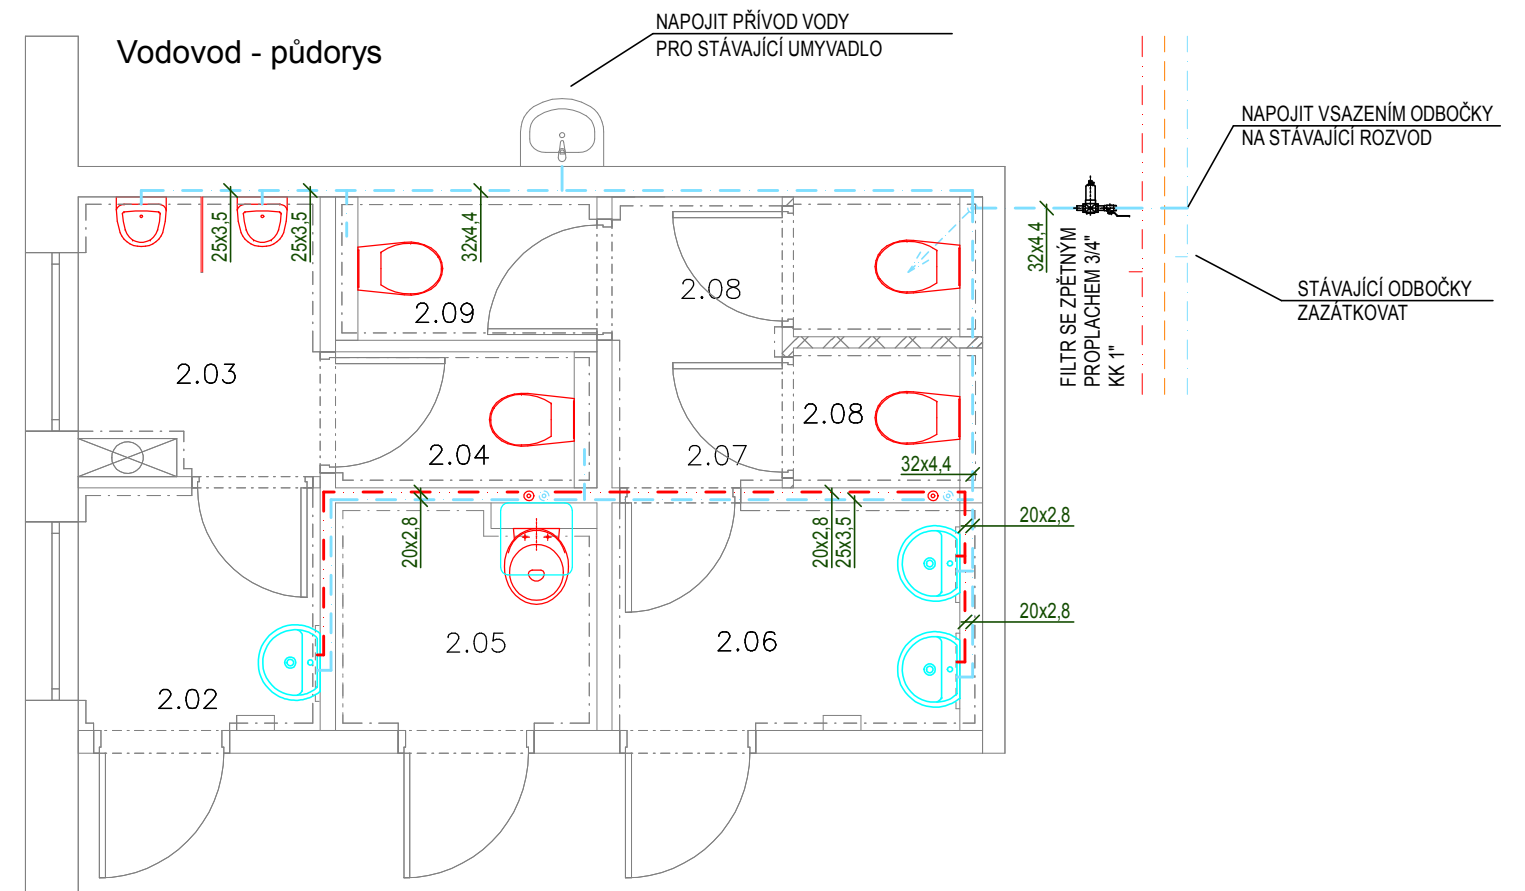 Vodovod - půdorys
NAPOJIT PŘÍVOD VODY
PRO STÁVAJÍCÍ UMYVADLO
NAPOJIT VSAZENÍM ODBOČKY
NA STÁVAJÍCÍ ROZVOD
STÁVAJÍCÍ ODBOČKY
ZAZÁTKOVAT
FILTR SE ZPĚTNÝM
PROPLACHEM 3/4"
KK 1"
32x4,4
25x3,5
25x3,5
32x4,4
2.09
2.08
2.03
2.04
2.07
2.08
32x4,4
20x2,8
20x2,8
25x3,5
20x2,8
20x2,8
2.02
2.05
2.06